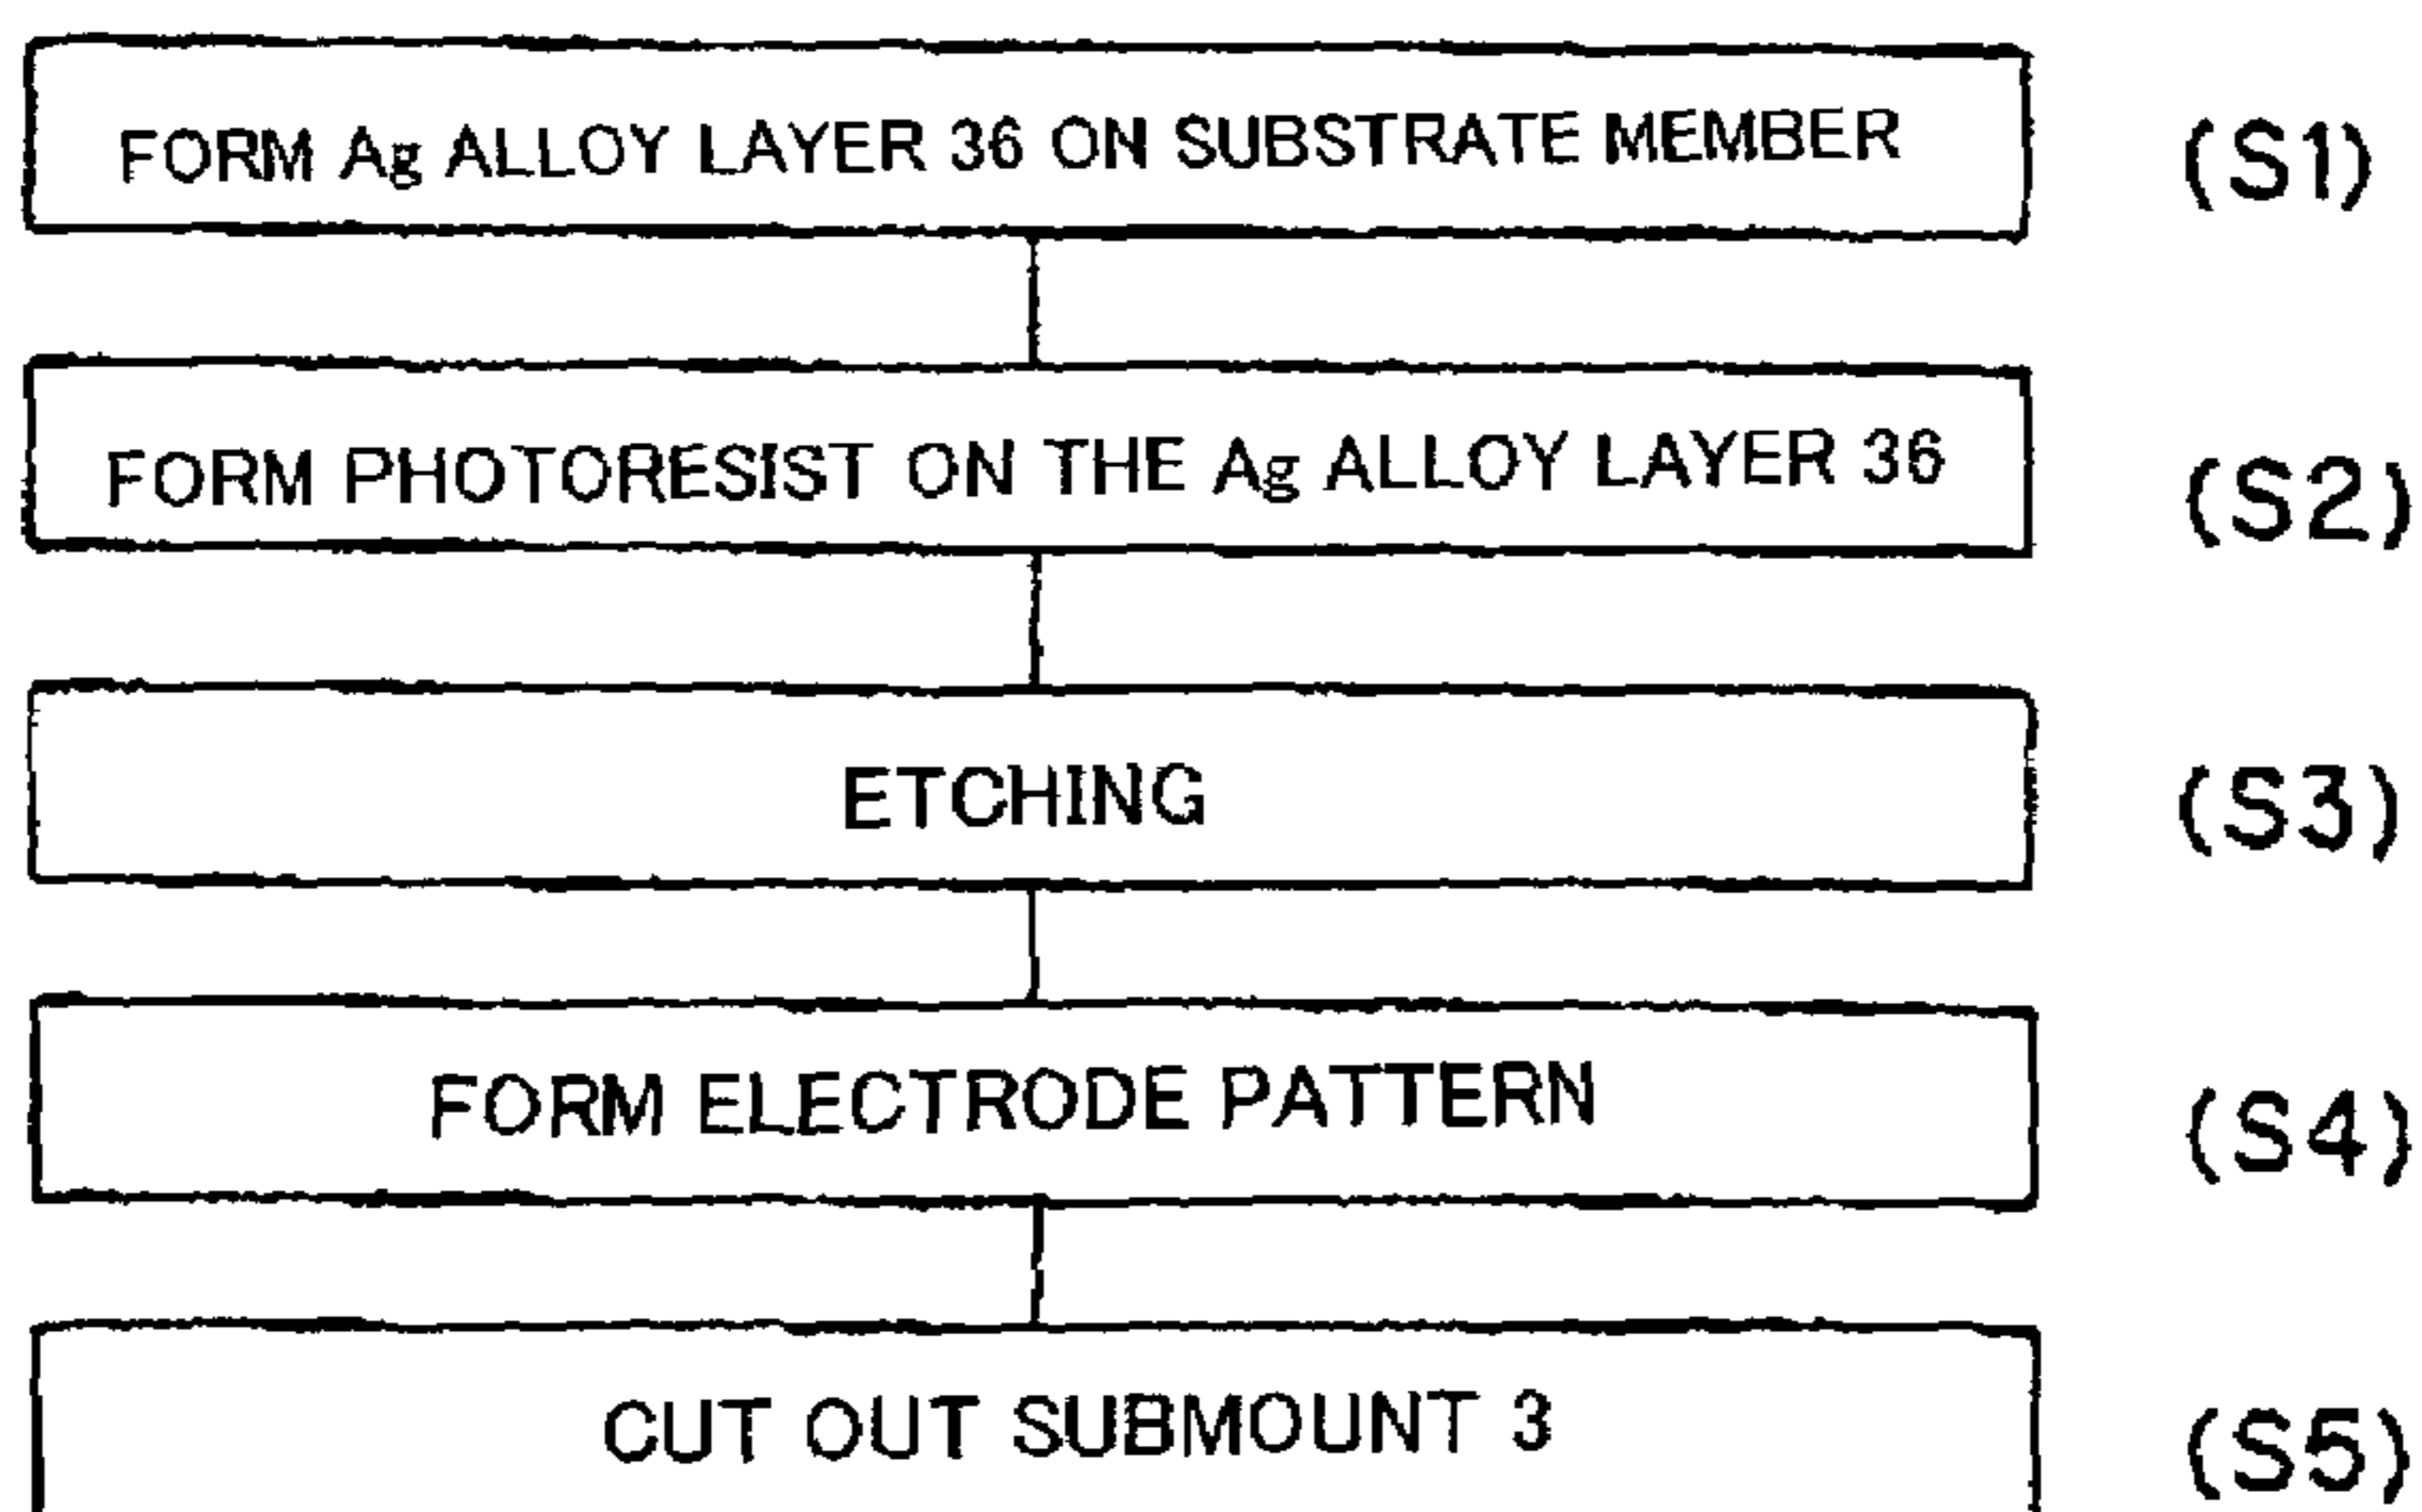 FORM Ag ALLOY LAYER 36 ON SUBSTRATE MEMBER (S1)
FORM PHOTORESIST ON THE Ag ALLOY LAYER 36 (S2)
ETCHING (S3)
FORM ELECTRODE PATTERN (S4)
CUT OUT SUBMOUNT 3 (S5)